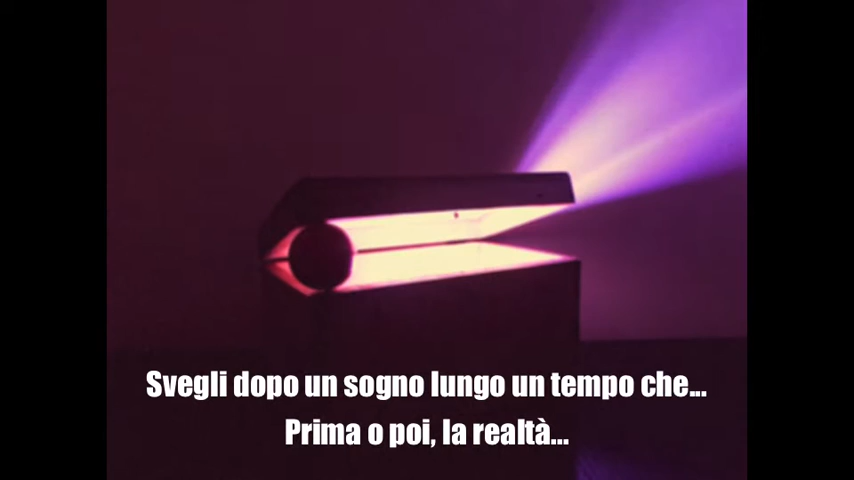 Svegli dopo un sogno lungo un tempo che...
Prima o poi, la realtà...